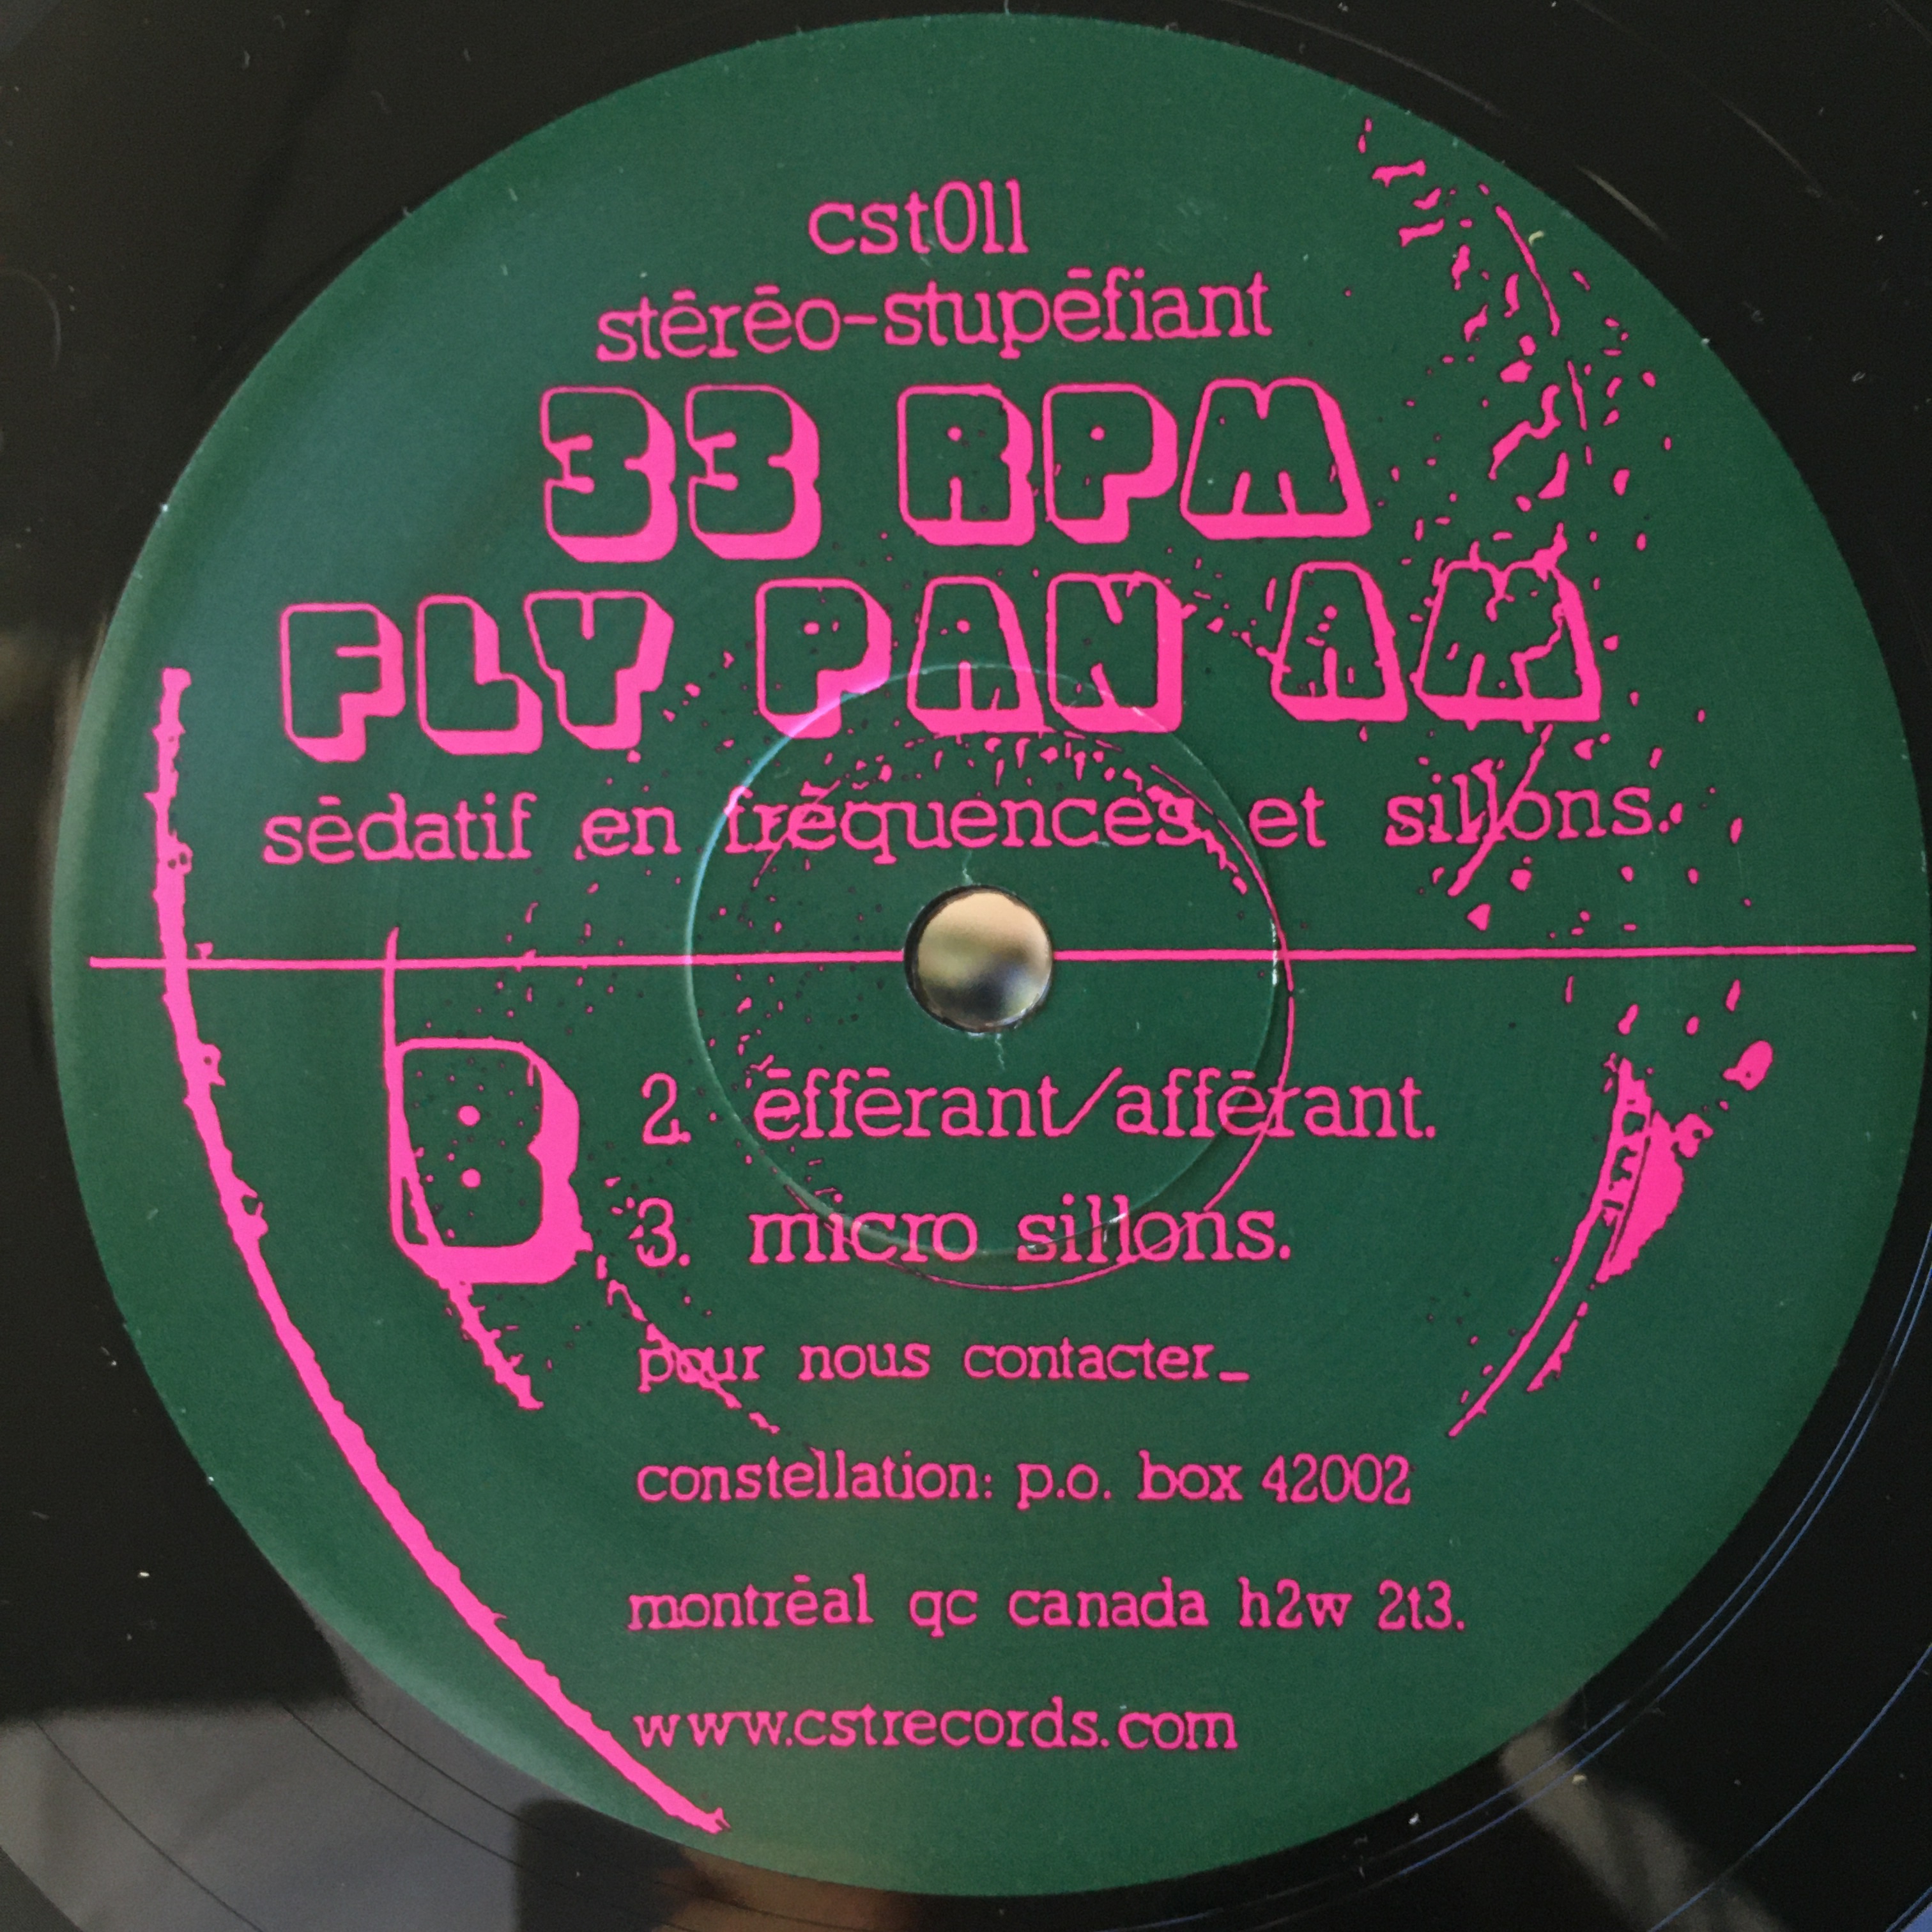 cst011
stērēo-stupēfiant
33 RPM
FLY PAN AM
sēdatif en frēquences et sillons.
B
2. ēffērant/affērant.
3. micro sillons.
pour nous contacter_
constellation: p.o. box 42002
montrēal qc canada h2w 2t3.
www.cstrecords.com